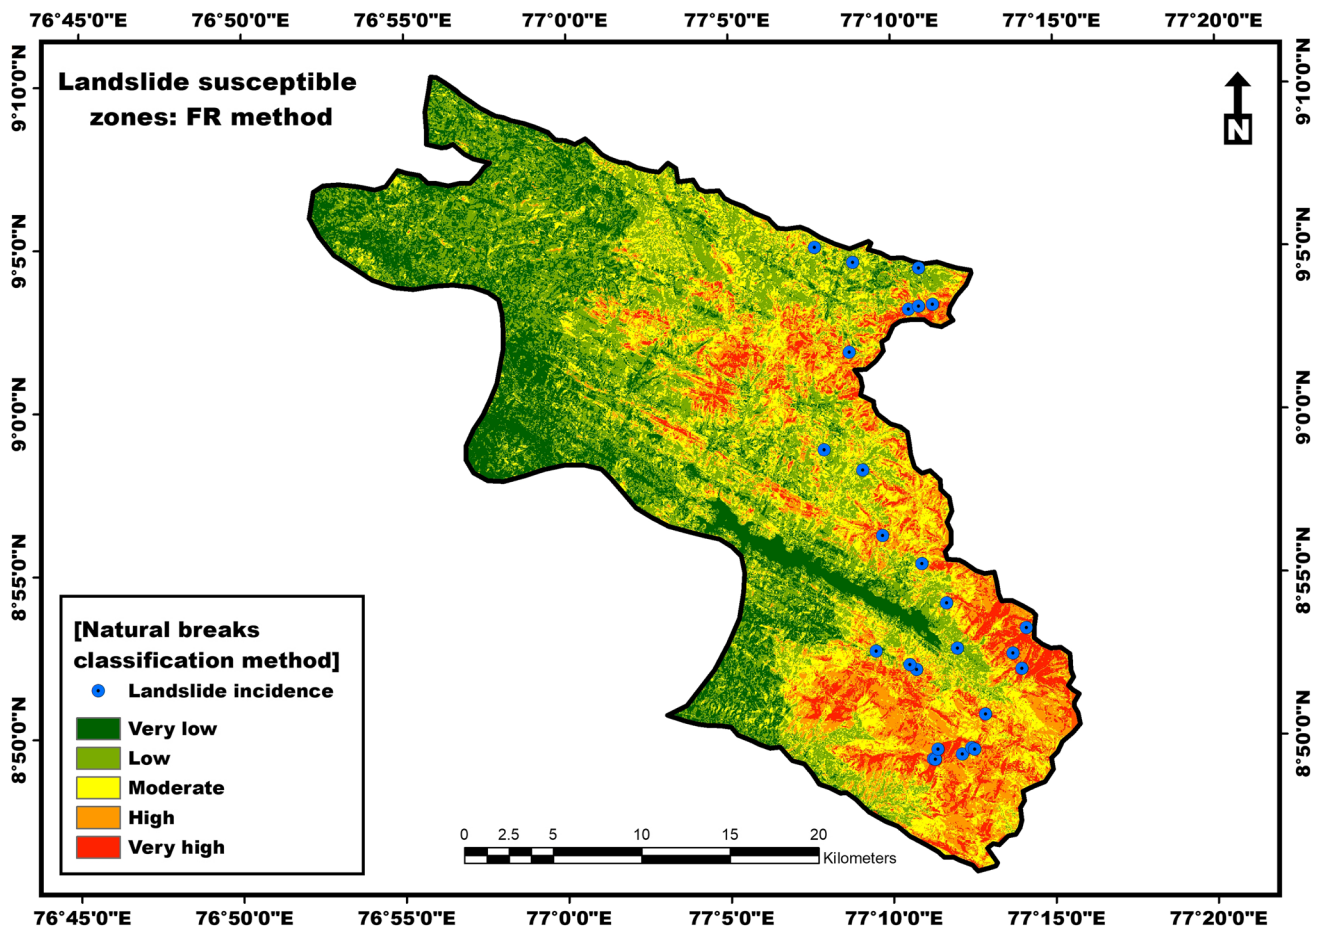 76°45'0"E 76°50'0"E 76°55'0"E 77°0'0"E 77°5'0"E 77°10'0"E 77°15'0"E 77°20'0"E
Landslide susceptible
zones: FR method
N
9°10'0"N
9°5'0"N
9°0'0"N
8°55'0"N
8°50'0"N
9°10'0"N
9°5'0"N
9°0'0"N
8°55'0"N
8°50'0"N
[Natural breaks
classification method]
Landslide incidence
Very low
Low
Moderate
High
Very high
0 2.5 5 10 15 20
Kilometers
76°45'0"E 76°50'0"E 76°55'0"E 77°0'0"E 77°5'0"E 77°10'0"E 77°15'0"E 77°20'0"E